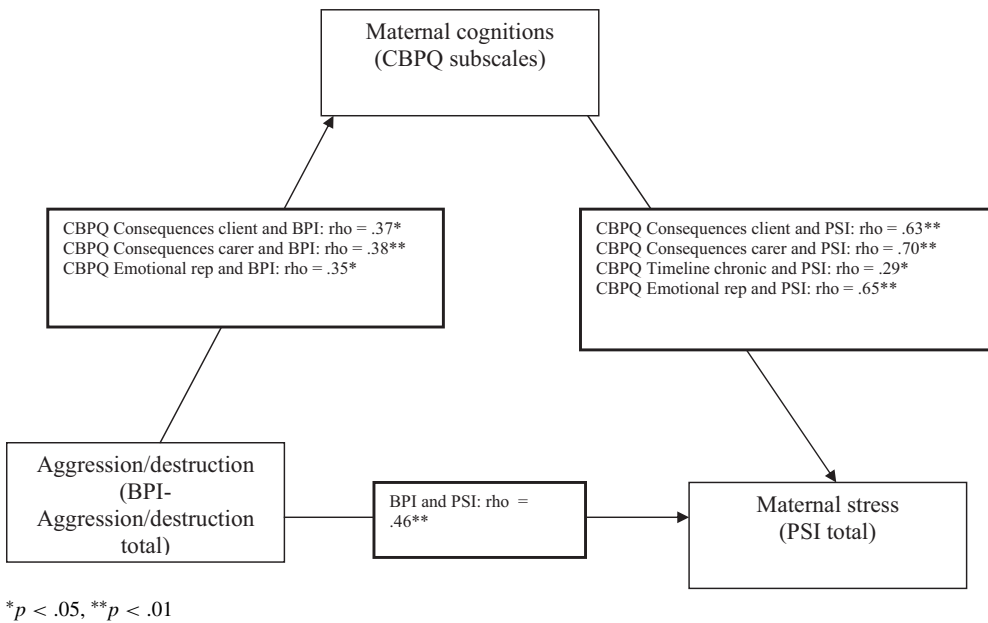 Maternal cognitions
(CBPQ subscales)
CBPQ Consequences client and BPI: rho = .37*
CBPQ Consequences carer and BPI: rho = .38**
CBPQ Emotional rep and BPI: rho = .35*
CBPQ Consequences client and PSI: rho = .63**
CBPQ Consequences carer and PSI: rho = .70**
CBPQ Timeline chronic and PSI: rho = .29*
CBPQ Emotional rep and PSI: rho = .65**
Aggression/destruction
(BPI-
Aggression/destruction
total)
BPI and PSI: rho =
.46**
Maternal stress
(PSI total)
*p < .05, **p < .01